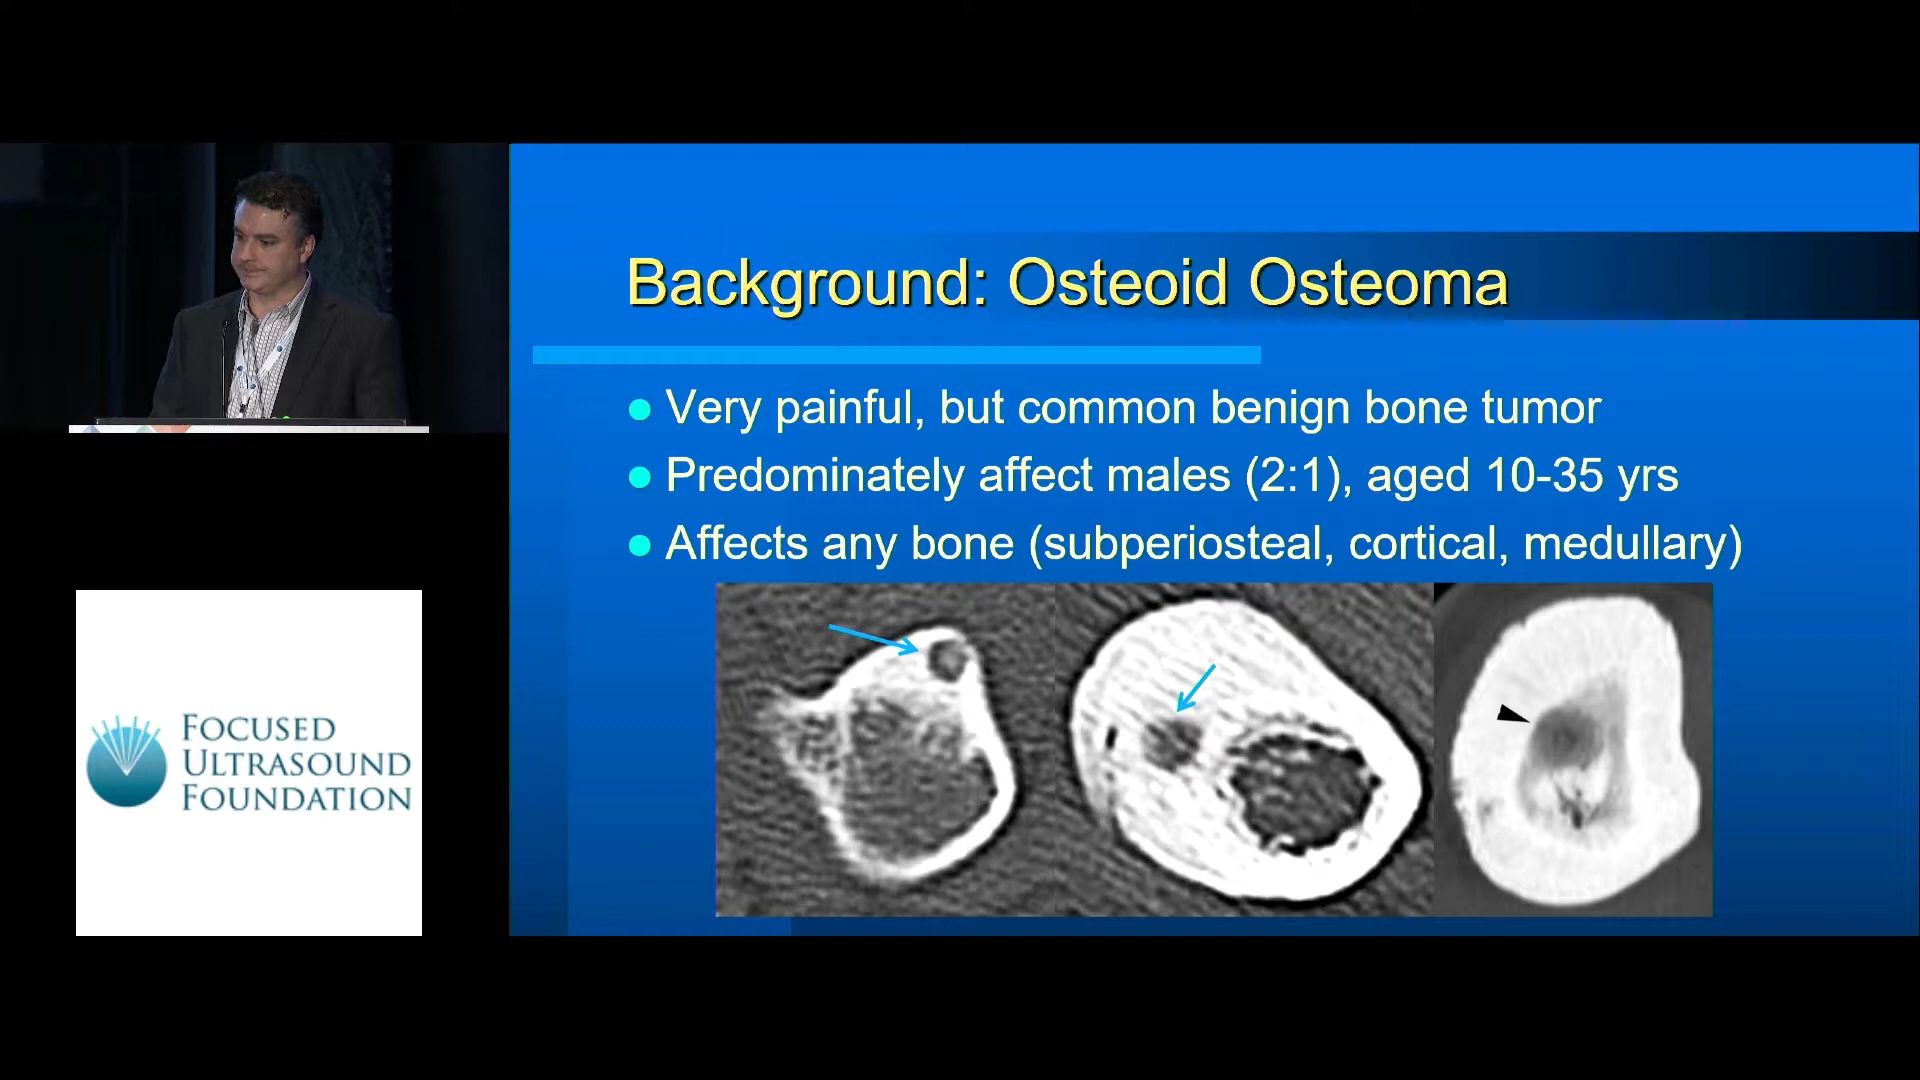 Background: Osteoid Osteoma
Very painful, but common benign bone tumor
Predominately affect males (2:1), aged 10-35 yrs
Affects any bone (subperiosteal, cortical, medullary)
FOCUSED
ULTRASOUND
FOUNDATION